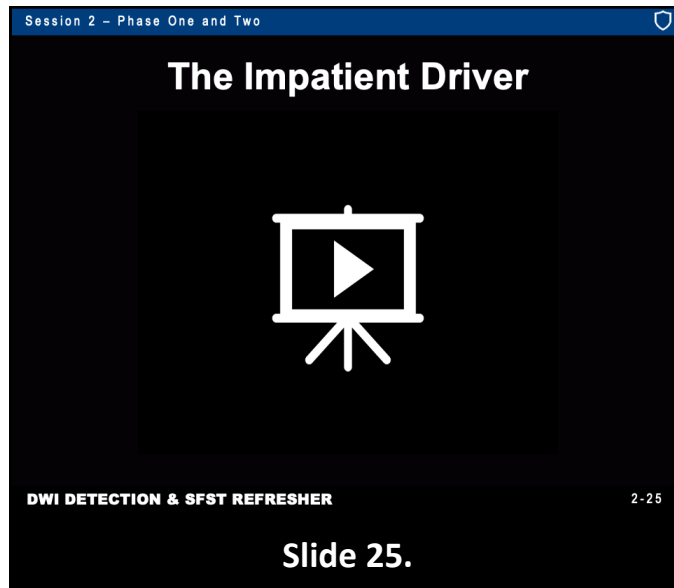 Session 2 – Phase One and Two
The Impatient Driver
DWI DETECTION & SFST REFRESHER
2-25
Slide 25.